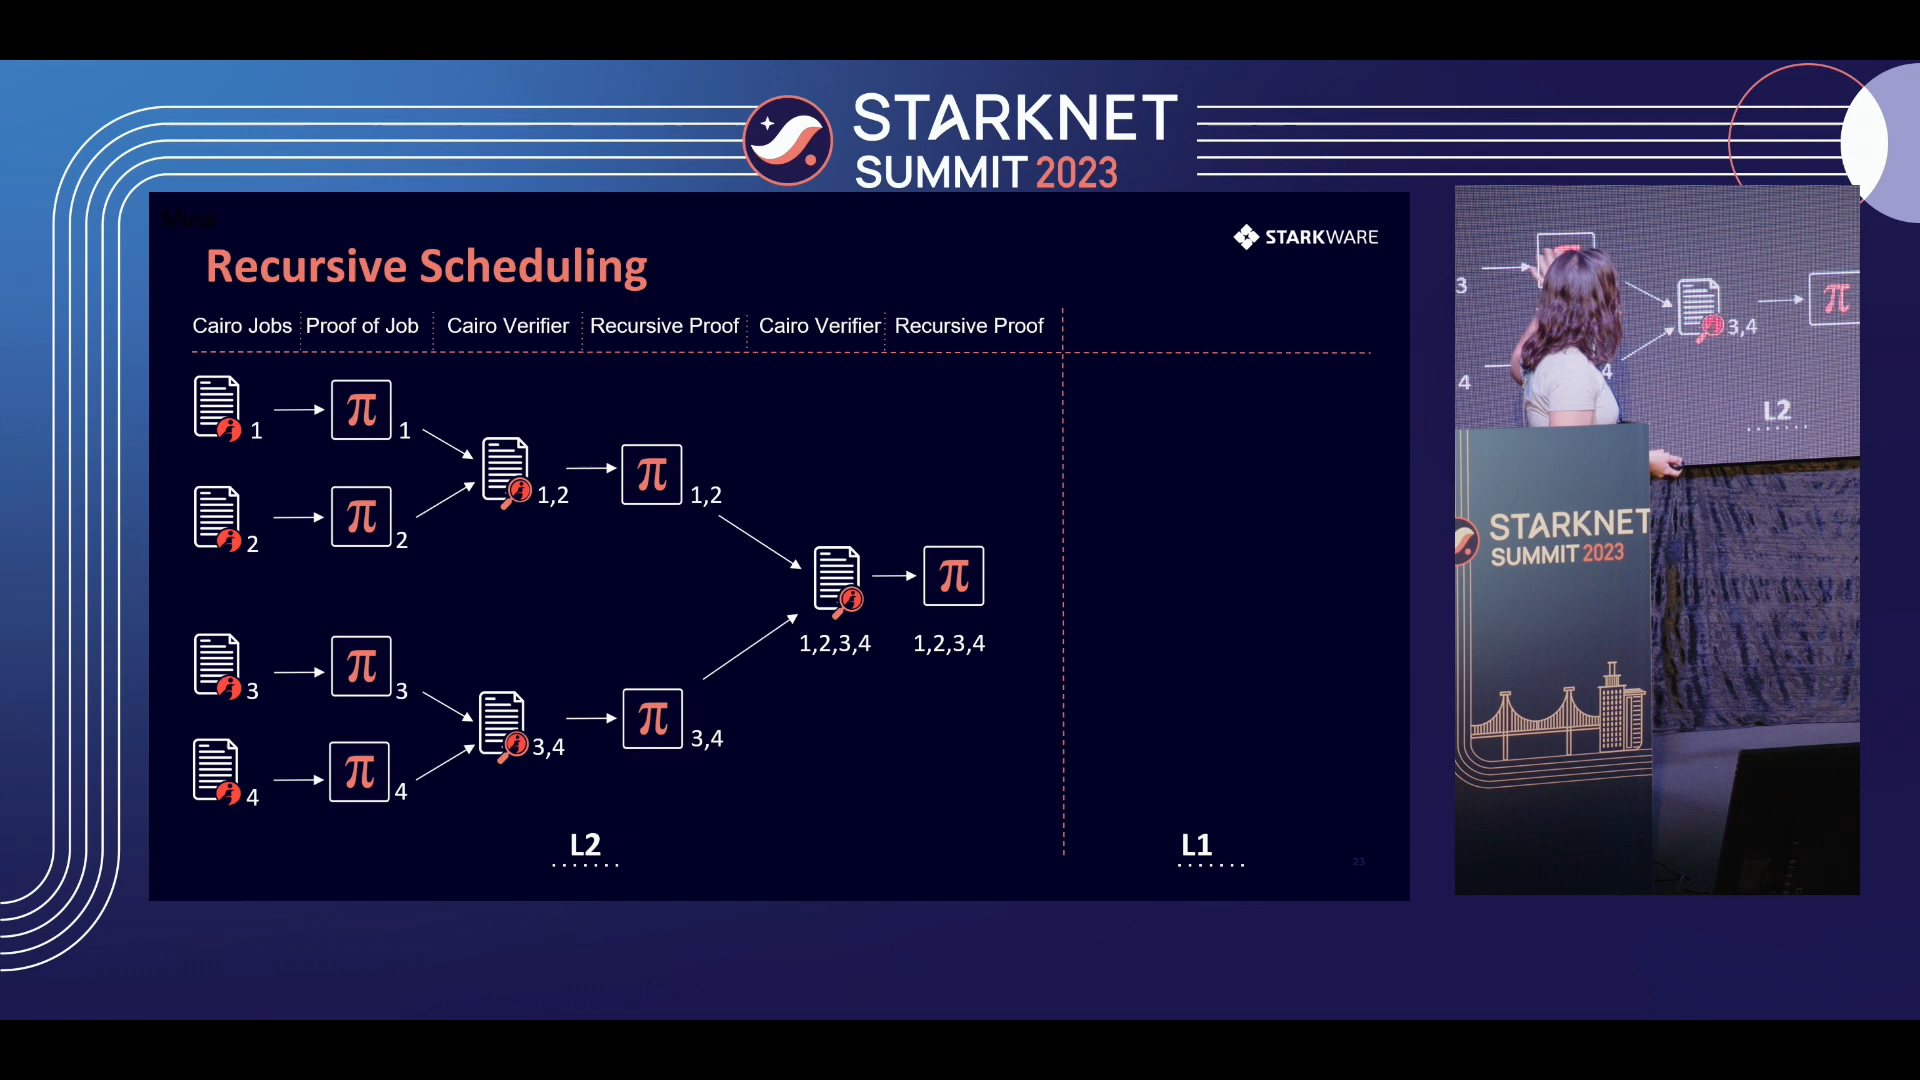 STARKNET
SUMMIT 2023
STARKWARE
Recursive Scheduling
Cairo Jobs Proof of Job Cairo Verifier Recursive Proof Cairo Verifier Recursive Proof
1 π 1
1,2 π 1,2
2 π 2
π
1,2,3,4 1,2,3,4
3 π 3
3,4 π 3,4
4 π 4
L2 L1
23
3
3,4
π
4
4
L2
STARKNET
SUMMIT 2023